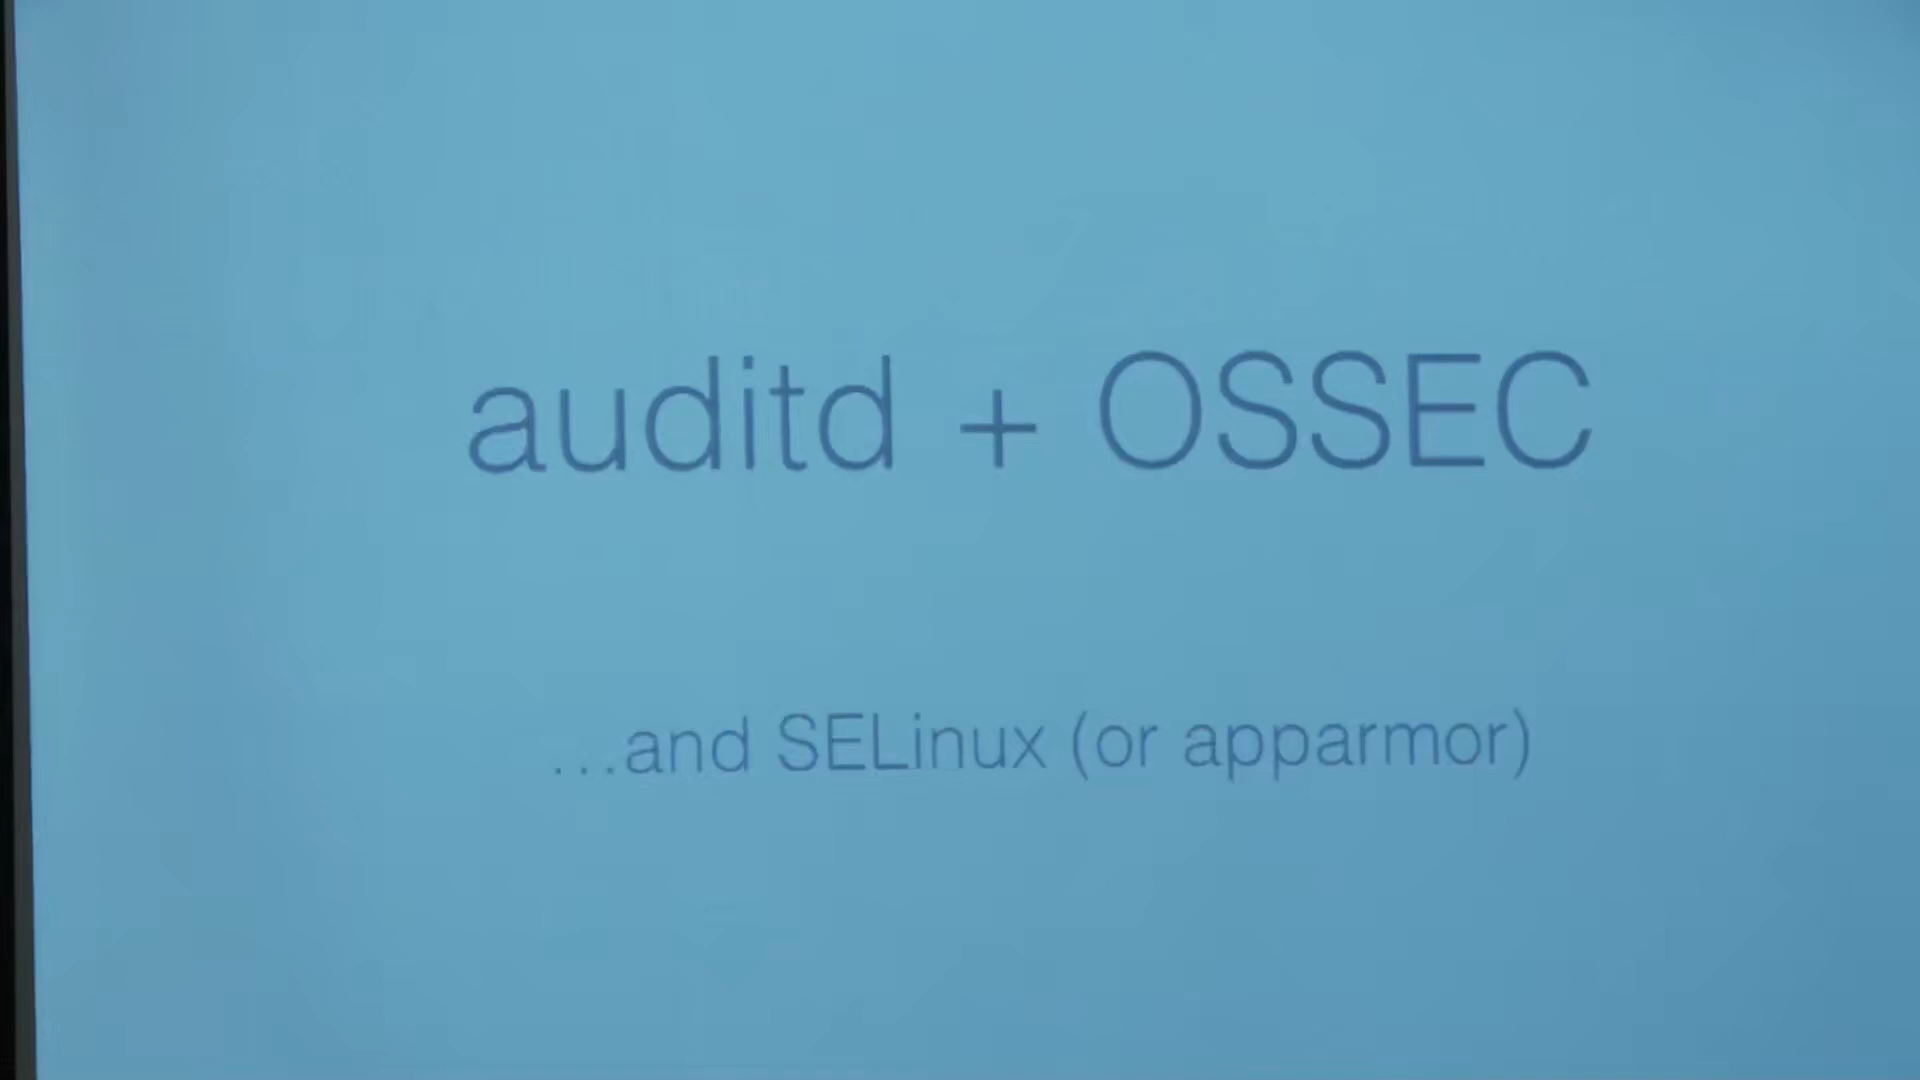 auditd + OSSEC
...and SELinux (or apparmor)